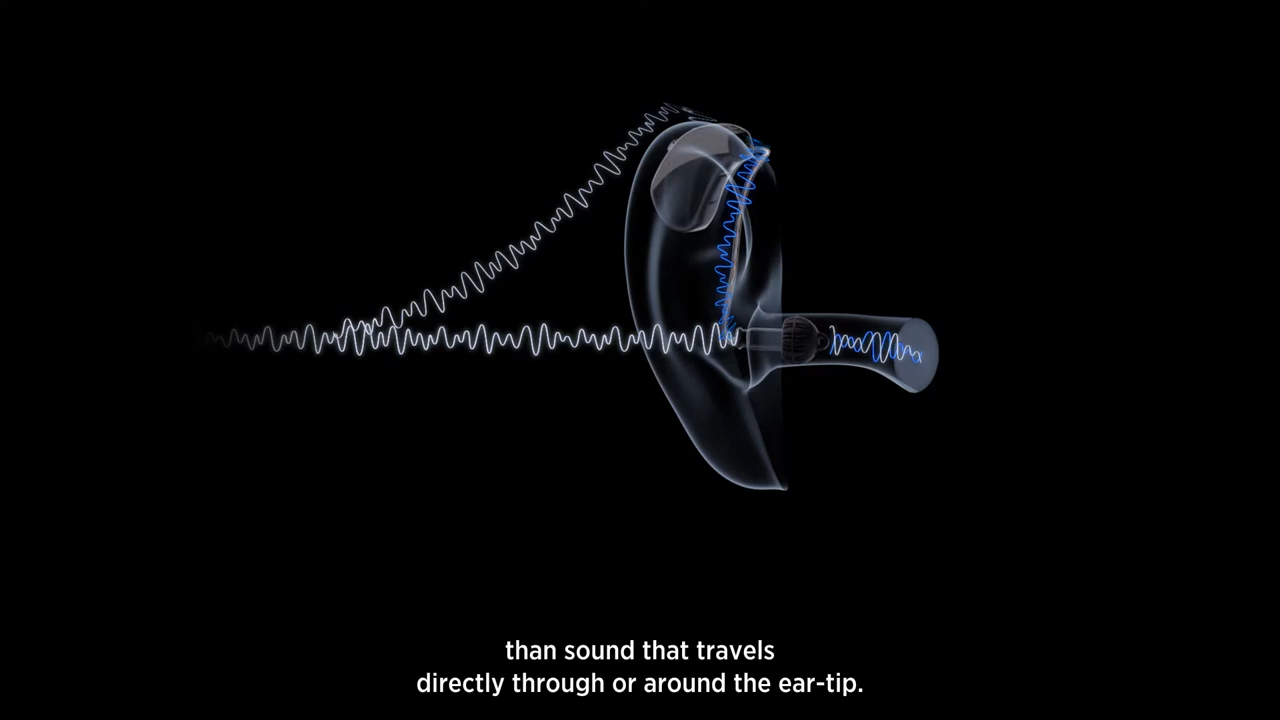 than sound that travels
directly through or around the ear-tip.